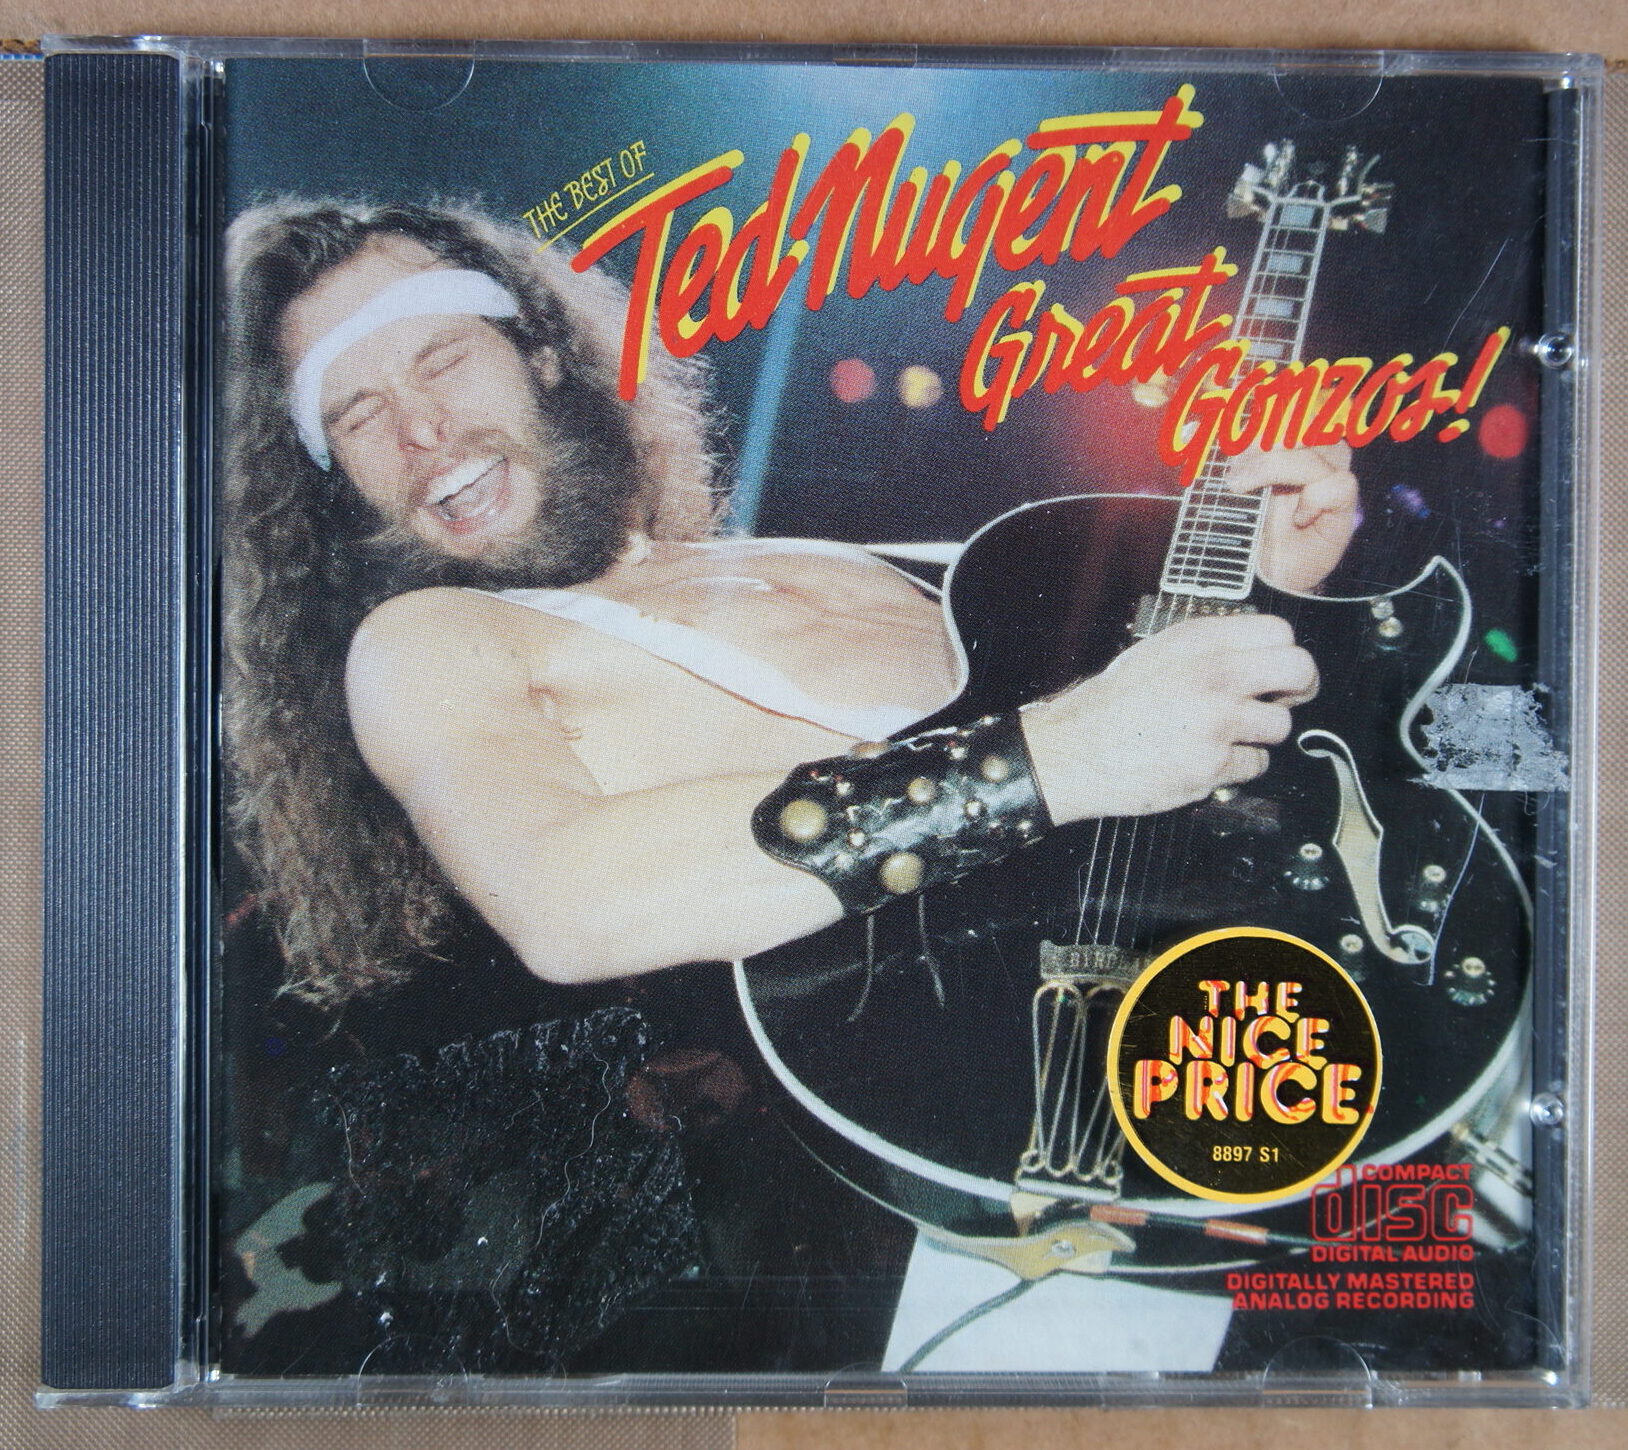 THE BEST OF
Ted Nugent
Great
Gonzos!
THE
NICE
PRICE
8897 S1
COMPACT
disc
DIGITAL AUDIO
DIGITALLY MASTERED
ANALOG RECORDING